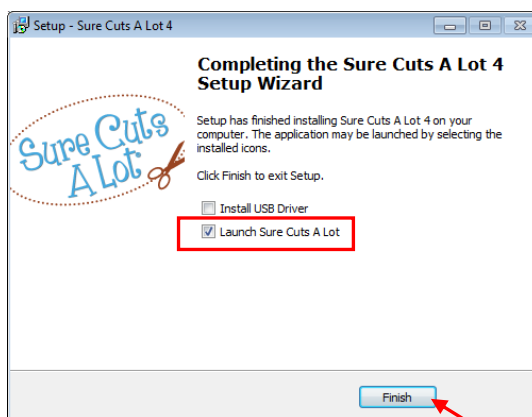 Setup - Sure Cuts A Lot 4
Completing the Sure Cuts A Lot 4
Setup Wizard
Setup has finished installing Sure Cuts A Lot 4 on your
computer. The application may be launched by selecting the
installed icons.
Click Finish to exit Setup.
Sure Cuts
A Lot
Install USB Driver
Launch Sure Cuts A Lot
Finish